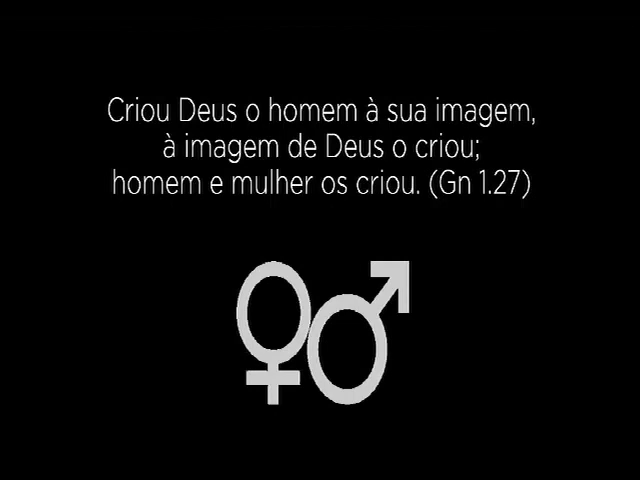 Criou Deus o homem à sua imagem,
à imagem de Deus o criou;
homem e mulher os criou. (Gn 1.27)